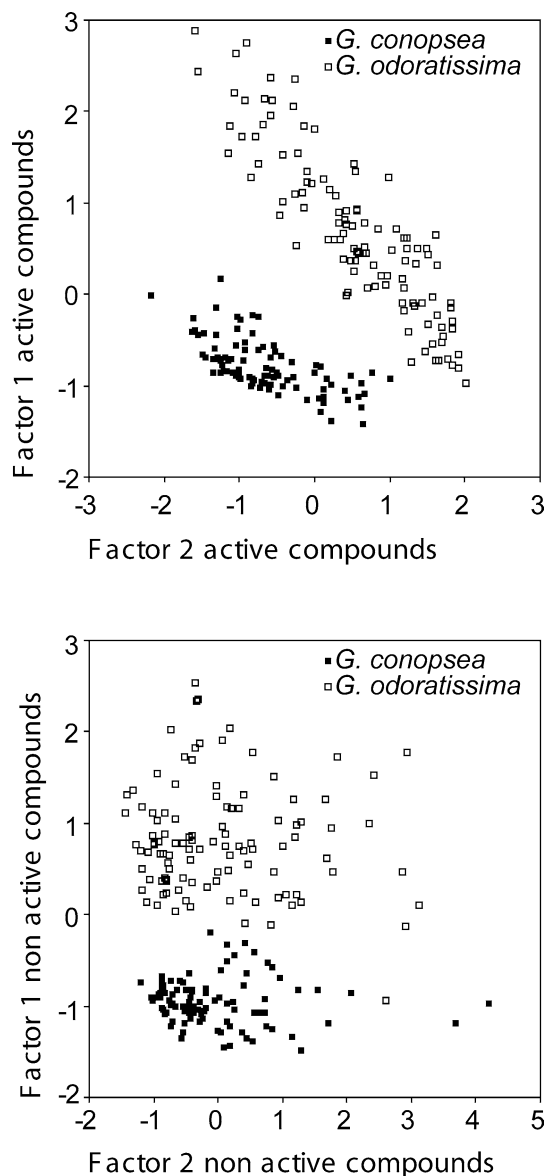 3
G. conopsea
G. odoratissima
2
1
0
-1
-2
-3 -2 -1 0 1 2 3
Factor 1 active compounds
Factor 2 active compounds
3
G. conopsea
G. odoratissima
2
1
0
-1
-2
-2 -1 0 1 2 3 4 5
Factor 1 non active compounds
Factor 2 non active compounds